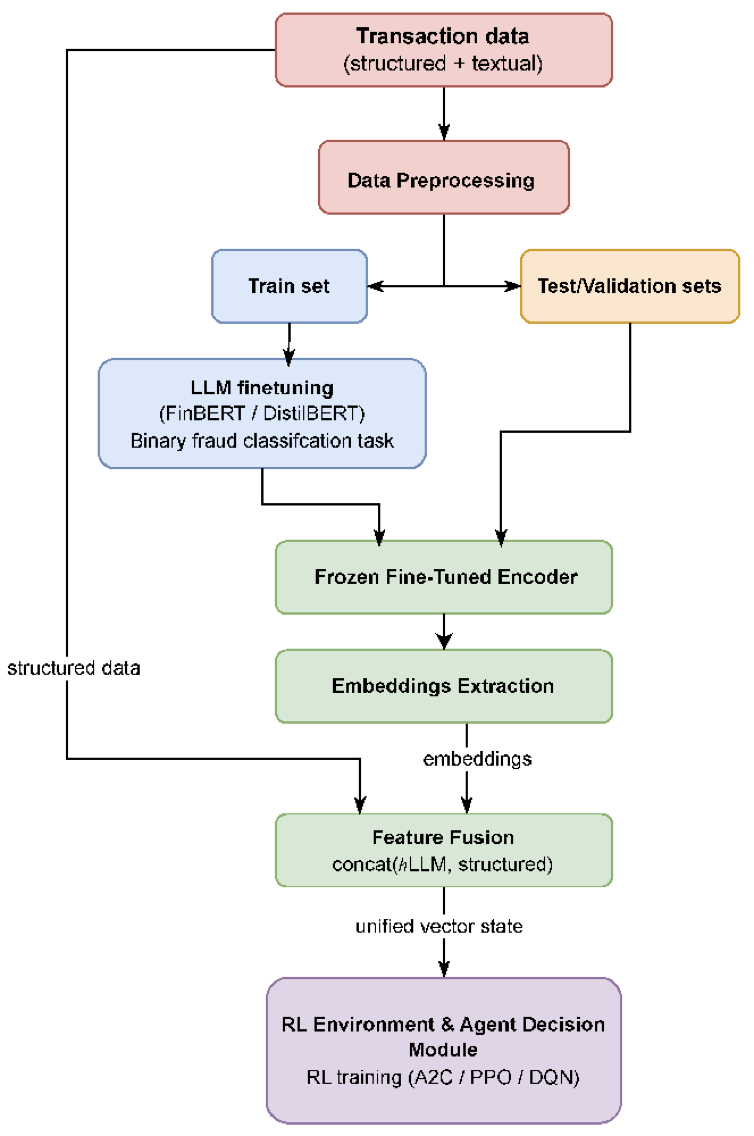 Transaction data
(structured + textual)
Data Preprocessing
Train set
Test/Validation sets
LLM finetuning
(FinBERT / DistilBERT)
Binary fraud classifcation task
Frozen Fine-Tuned Encoder
structured data
Embeddings Extraction
embeddings
Feature Fusion
concat(ℎLLM, structured)
unified vector state
RL Environment & Agent Decision
Module
RL training (A2C / PPO / DQN)